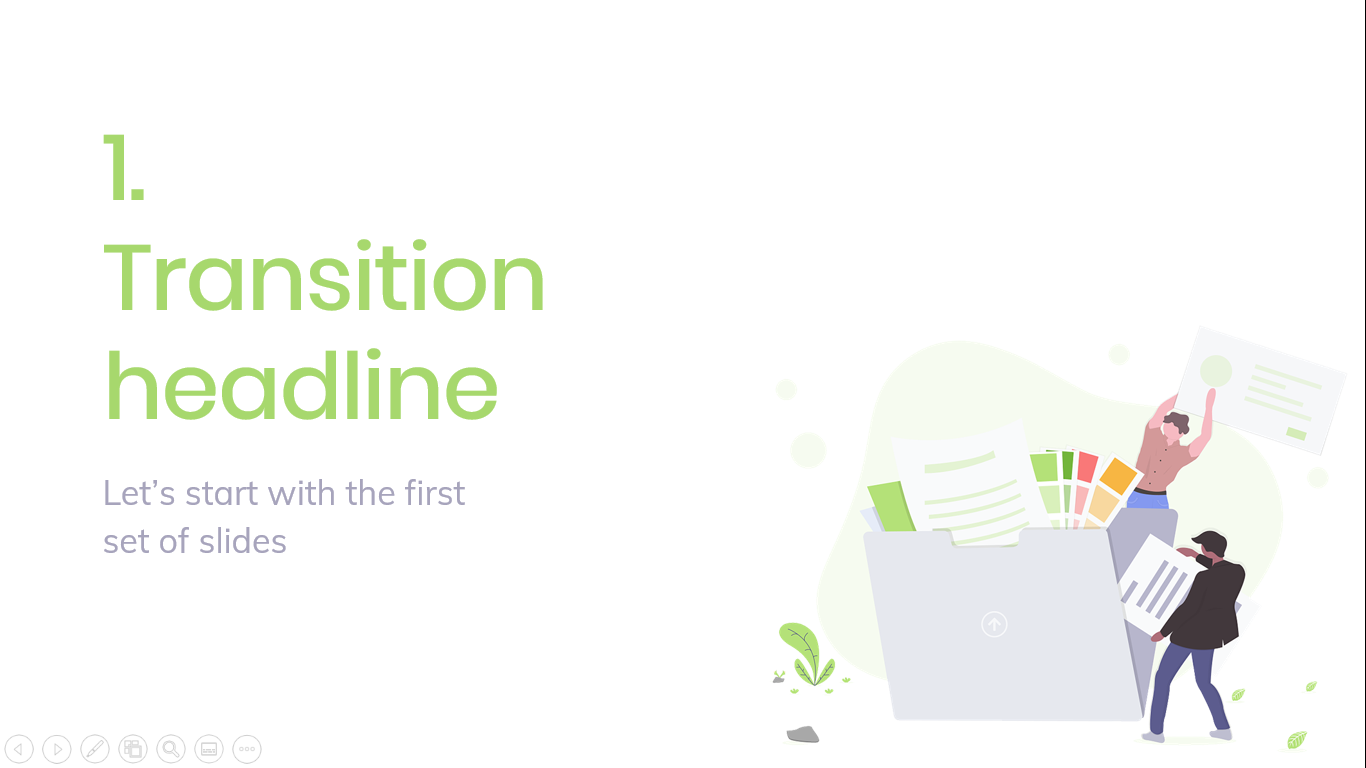 1.
Transition
headline
Let’s start with the first
set of slides